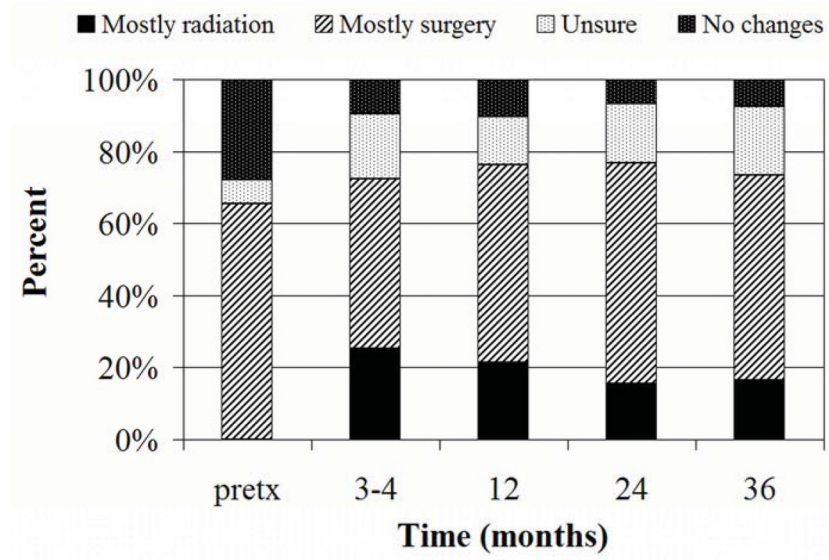 Mostly radiation Mostly surgery Unsure No changes
100%
80%
60%
40%
20%
0%
Percent
pretx 3-4 12 24 36
Time (months)